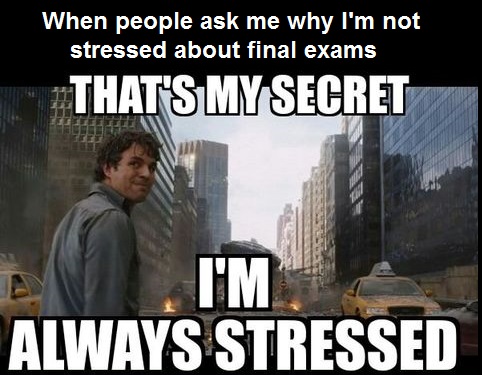 When people ask me why I'm not
stressed about final exams
THAT'S MY SECRET
I'M
ALWAYS STRESSED